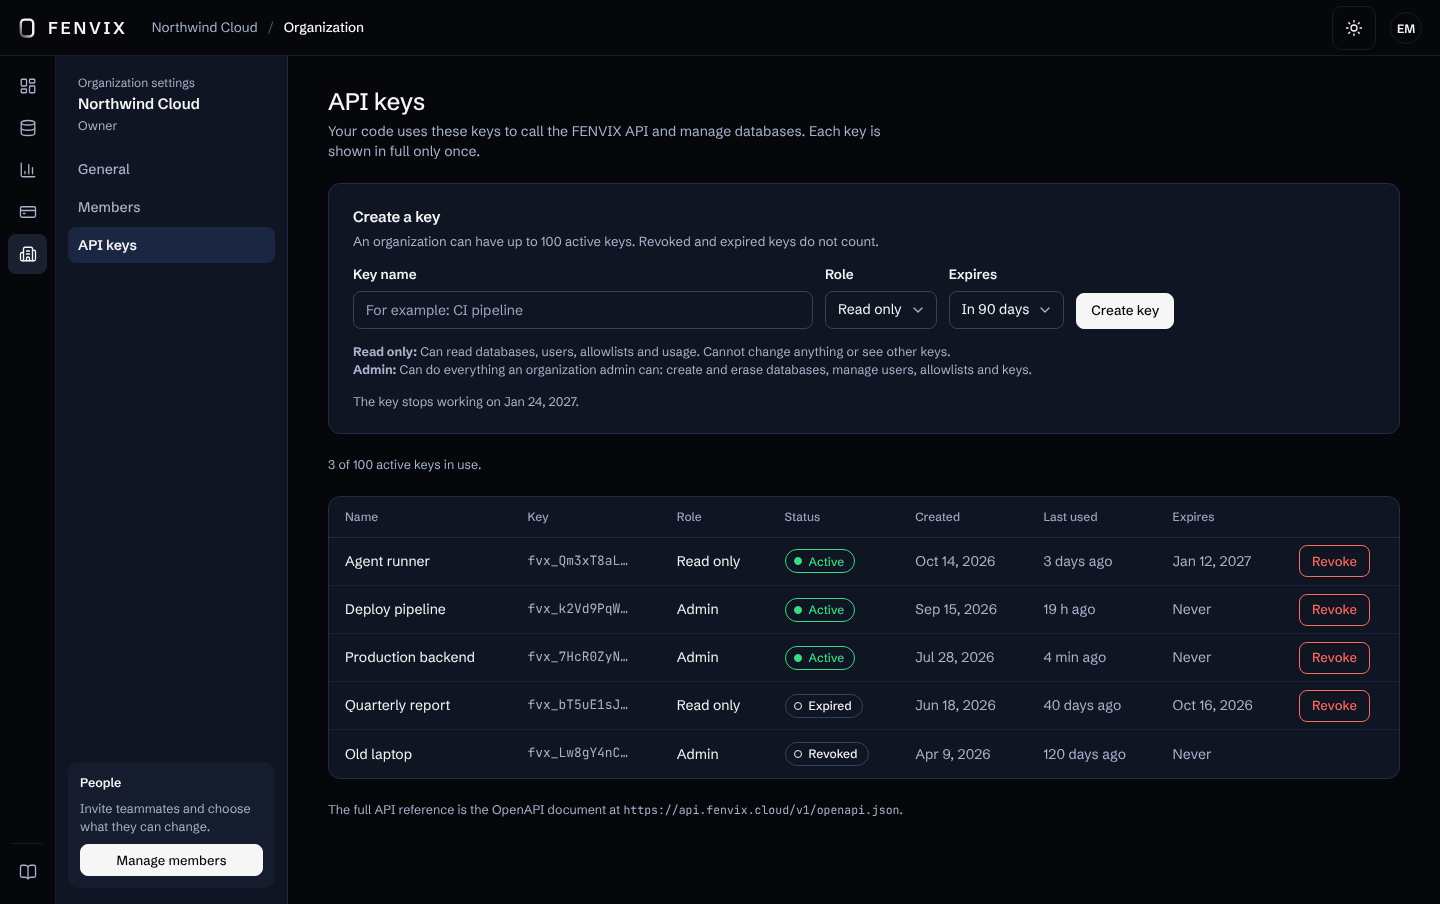 FENVIX Northwind Cloud / Organization EM
Organization settings
Northwind Cloud
Owner
General
Members
API keys
People
Invite teammates and choose
what they can change.
Manage members
API keys
Your code uses these keys to call the FENVIX API and manage databases. Each key is
shown in full only once.
Create a key
An organization can have up to 100 active keys. Revoked and expired keys do not count.
Key name Role Expires
For example: CI pipeline Read only In 90 days Create key
Read only: Can read databases, users, allowlists and usage. Cannot change anything or see other keys.
Admin: Can do everything an organization admin can: create and erase databases, manage users, allowlists and keys.
The key stops working on Jan 24, 2027.
3 of 100 active keys in use.
Name Key Role Status Created Last used Expires
Agent runner fvx_Qm3xT8aL… Read only Active Oct 14, 2026 3 days ago Jan 12, 2027 Revoke
Deploy pipeline fvx_k2Vd9PqW… Admin Active Sep 15, 2026 19 h ago Never Revoke
Production backend fvx_7HcR0ZyN… Admin Active Jul 28, 2026 4 min ago Never Revoke
Quarterly report fvx_bT5uE1sJ… Read only Expired Jun 18, 2026 40 days ago Oct 16, 2026 Revoke
Old laptop fvx_Lw8gY4nC… Admin Revoked Apr 9, 2026 120 days ago Never
The full API reference is the OpenAPI document at https://api.fenvix.cloud/v1/openapi.json.